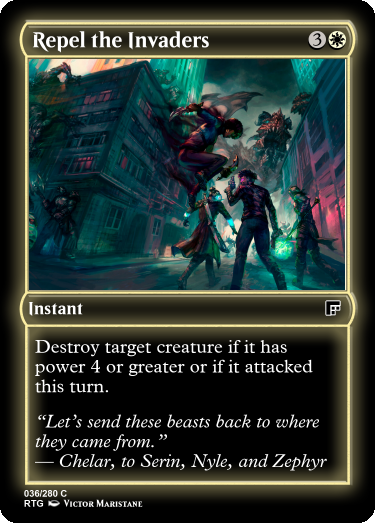 Repel the Invaders 3
Instant
Destroy target creature if it has
power 4 or greater or if it attacked
this turn.
“Let’s send these beasts back to where
they came from.”
— Chelar, to Serin, Nyle, and Zephyr
036/280 C
RTG Victor Maristane